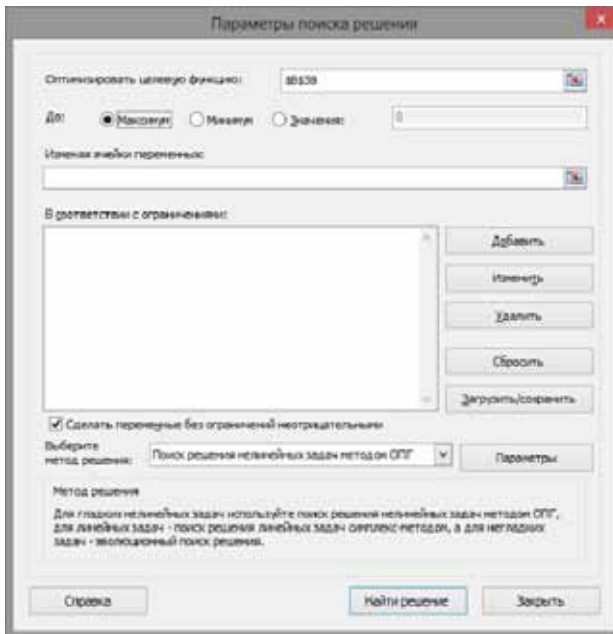 Параметры поиска решения
Оптимизировать целевую функцию:
До: Максимум Минимум Значения: 0
Изменяя ячейки переменных:
В соответствии с ограничениями:
Добавить
Изменить
Удалить
Сбросить
Загрузить/сохранить
Сделать переменные без ограничений неотрицательными
Выберите
метод решения: Поиск решения нелинейных задач методом ОПГ Параметры
Метод решения
Для гладких нелинейных задач используйте поиск решения нелинейных задач методом ОПГ,
для линейных задач - поиск решения линейных задач симплекс-методом, а для негладких
задач - эволюционный поиск решения.
Справка Найти решение Закрыть